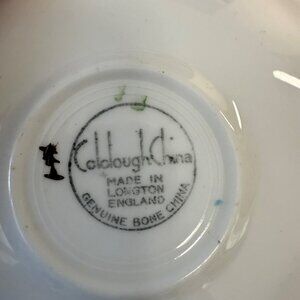 Colclough China
MADE IN
LONGTON
ENGLAND
GENUINE BONE CHINA